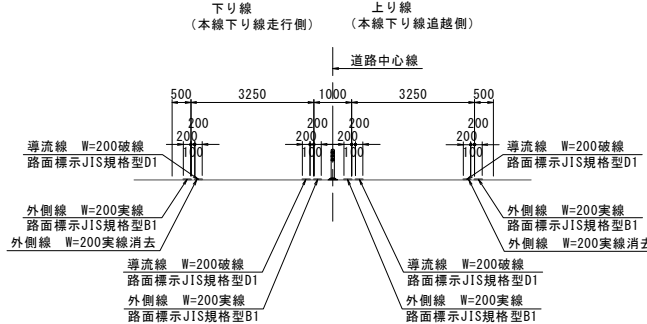 下り線
（本線下り線走行側）
上り線
（本線下り線追越側）
道路中心線
500 3250 1000 3250 500
200 200 200 200
200 200 200 200
100 100 100 100
導流線 W=200破線
路面標示JIS規格型D1
外側線 W=200実線
路面標示JIS規格型B1
外側線 W=200実線消去
導流線 W=200破線
路面標示JIS規格型D1
外側線 W=200実線
路面標示JIS規格型B1
導流線 W=200破線
路面標示JIS規格型D1
外側線 W=200実線
路面標示JIS規格型B1
導流線 W=200破線
路面標示JIS規格型D1
外側線 W=200実線
路面標示JIS規格型B1
外側線 W=200実線消去